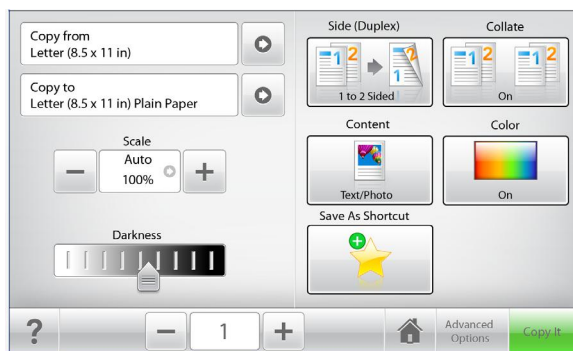 Copy from
Letter (8.5 x 11 in)
Copy to
Letter (8.5 x 11 in) Plain Paper
Scale
Auto
100%
Darkness
Side (Duplex)
1 2 2
1
1 to 2 Sided
Collate
1 2 1 2
On
Content
Text/Photo
Color
On
Save As Shortcut
?
1
Advanced
Options
Copy It